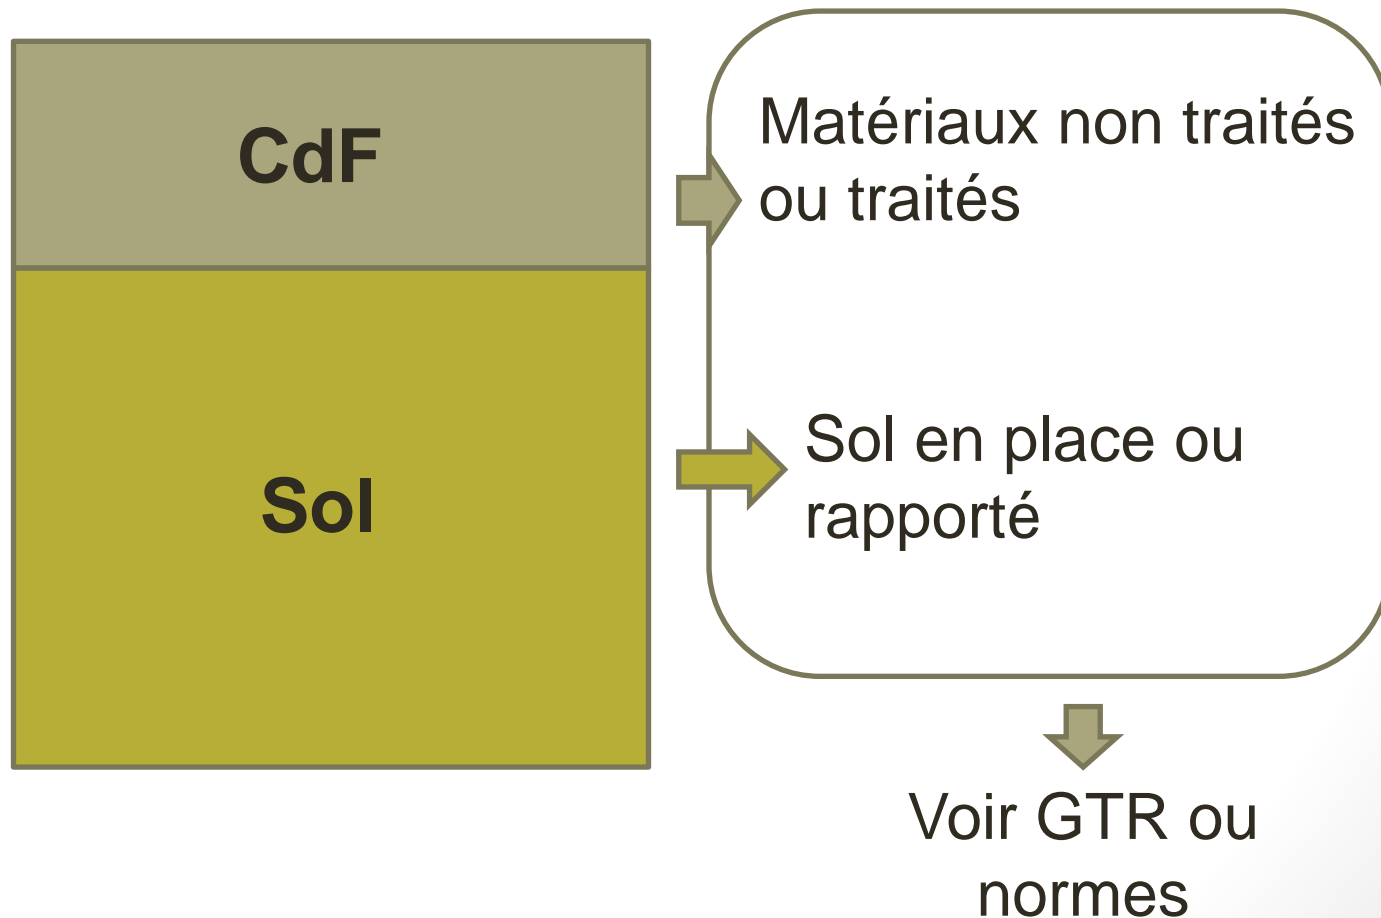 CdF
Matériaux non traités
ou traités
Sol
Sol en place ou
rapporté
Voir GTR ou
normes